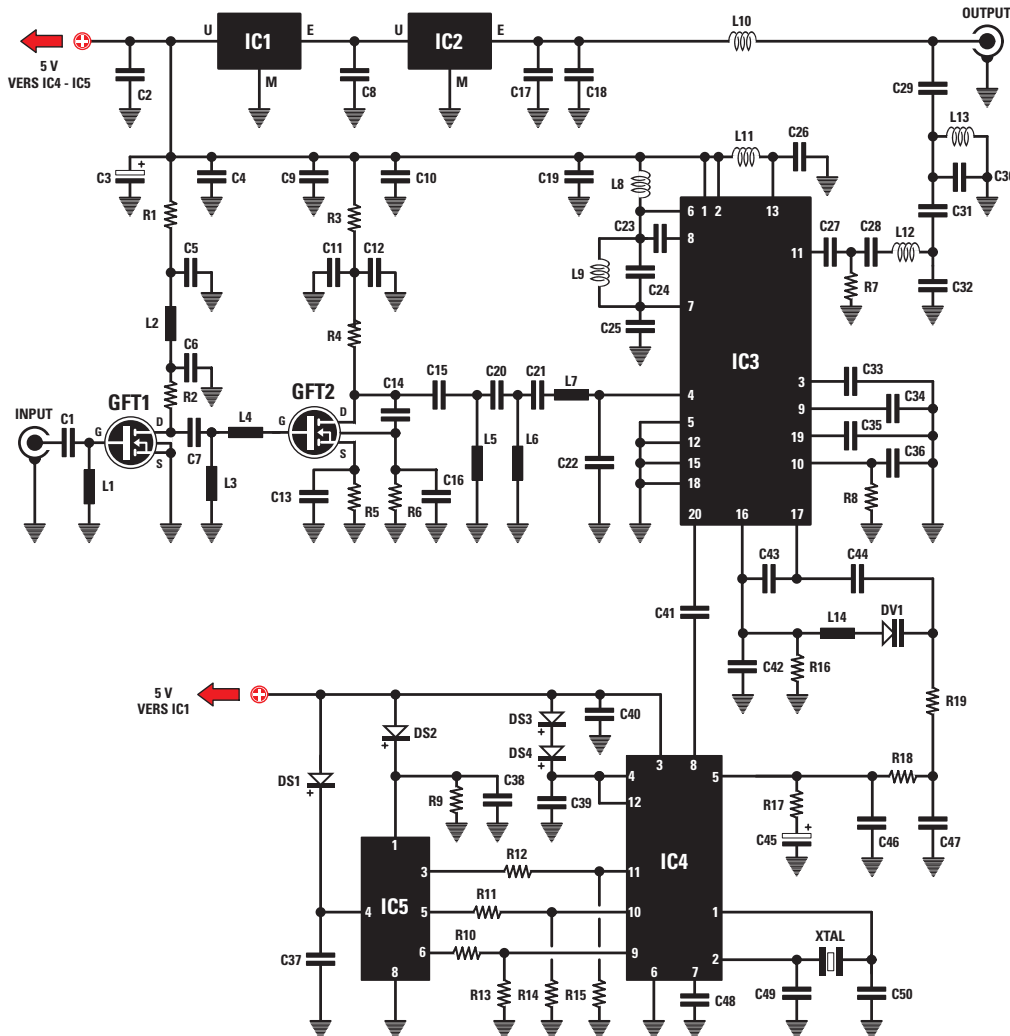 L10
OUTPUT
U IC1 E U IC2 E
5 V
VERS IC4 - IC5
M M
C2 C8 C17 C18 C29
L13
L11 C26
C3 + C4 C9 C10 C19 L8
R1 R3
6 1 2 13
C23 8
C31
C27 C28 L12
11
C5 C11 C12
L9 C24
R7 C32
7
L2
C25
R4
C6
IC3
R2
GFT2 C15 C20 C21 L7
3 C33
INPUT C1 GFT1 C14
4
C34
G D L4 G D
9
5
C35
S C7 S
12 19
L5 L6
15 C36
10
C22 18
L1 L3 C13 R5 R6 C16
R8
20 16 17
C43 C44
C41
L14 DV1
C42 R16
5 V
VERS IC1
R19
DS3 C40
DS2
DS4 +
3 8 R18
DS1 + 4 5
C38
R9 C39 R17
12
+
C45 C46 C47
1
IC4
R12
3 11
R11
4 IC5 5 10 1
XTAL
R10
6 9 2
C37
8 6 7
R13 R14 R15 C48 C49 C50